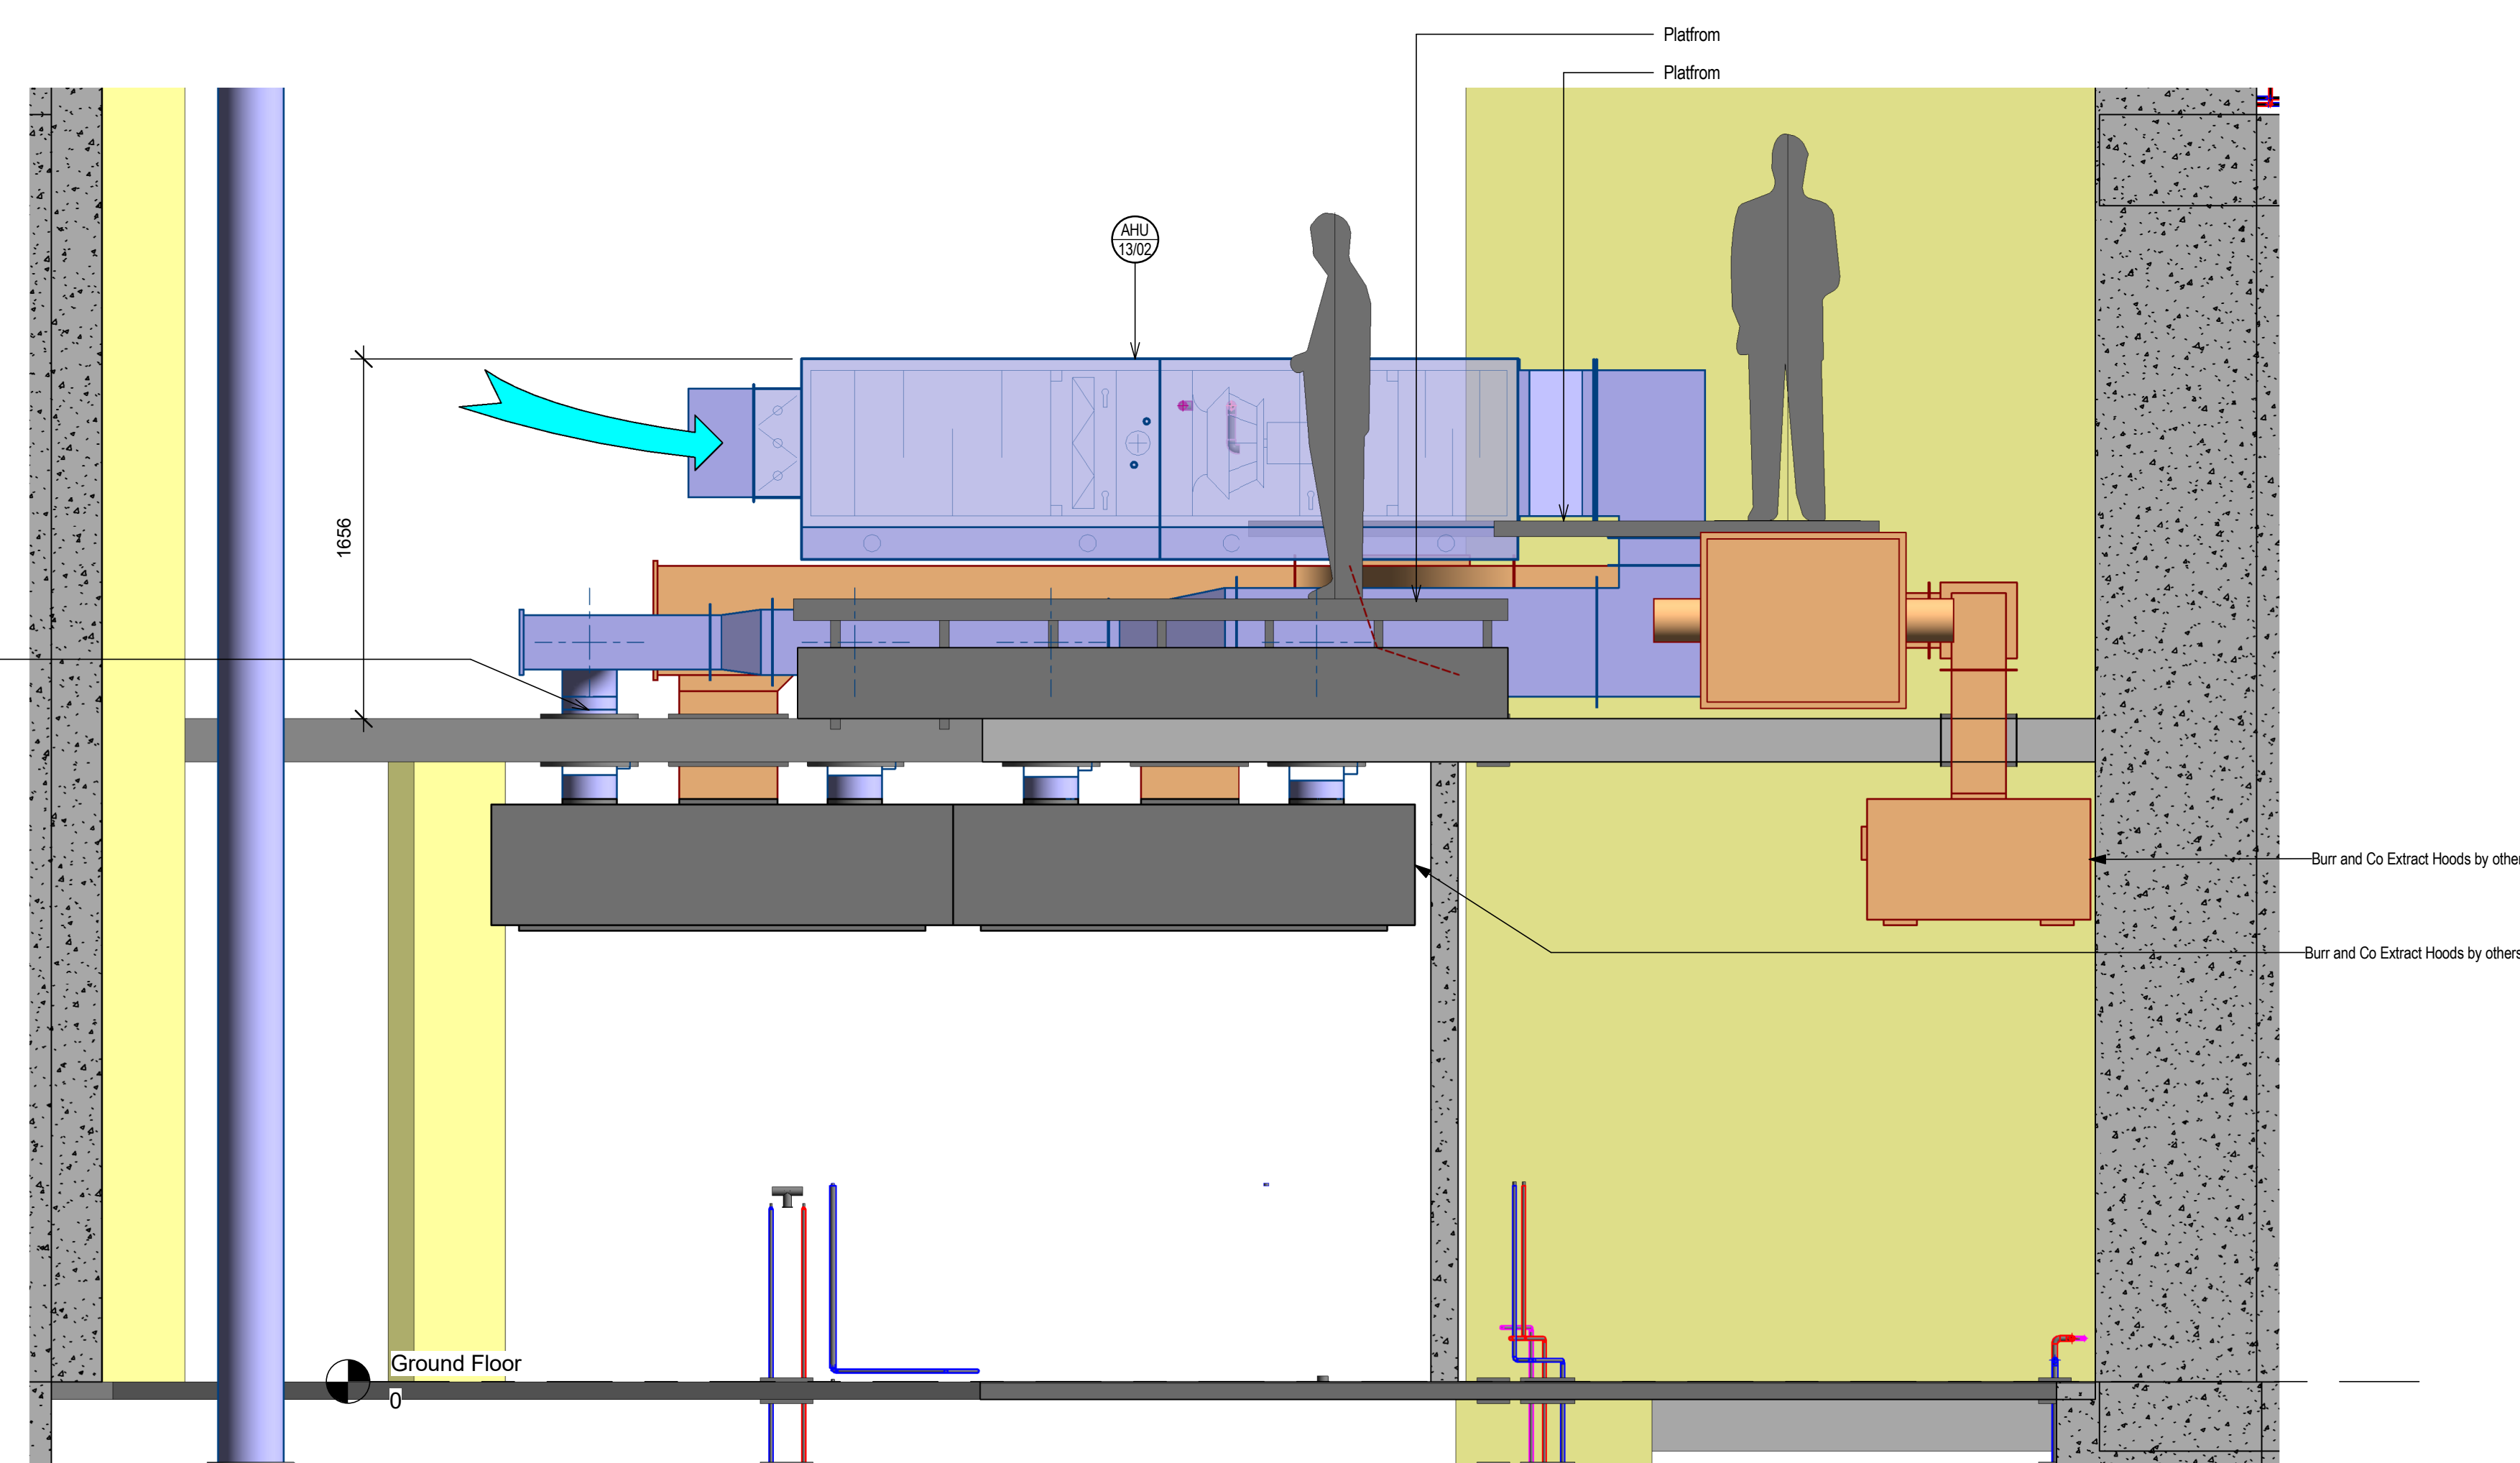 Platfrom
Platfrom
AHU
13/02
1656
Burr and Co Extract Hoods by other
Burr and Co Extract Hoods by others
Ground Floor
0